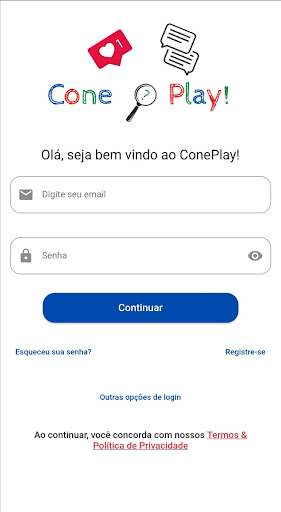 1
Cone ? Play!
Olá, seja bem vindo ao ConePlay!
Digite seu email
Senha
Continuar
Esqueceu sua senha? Registre-se
Outras opções de login
Ao continuar, você concorda com nossos Termos &
Política de Privacidade